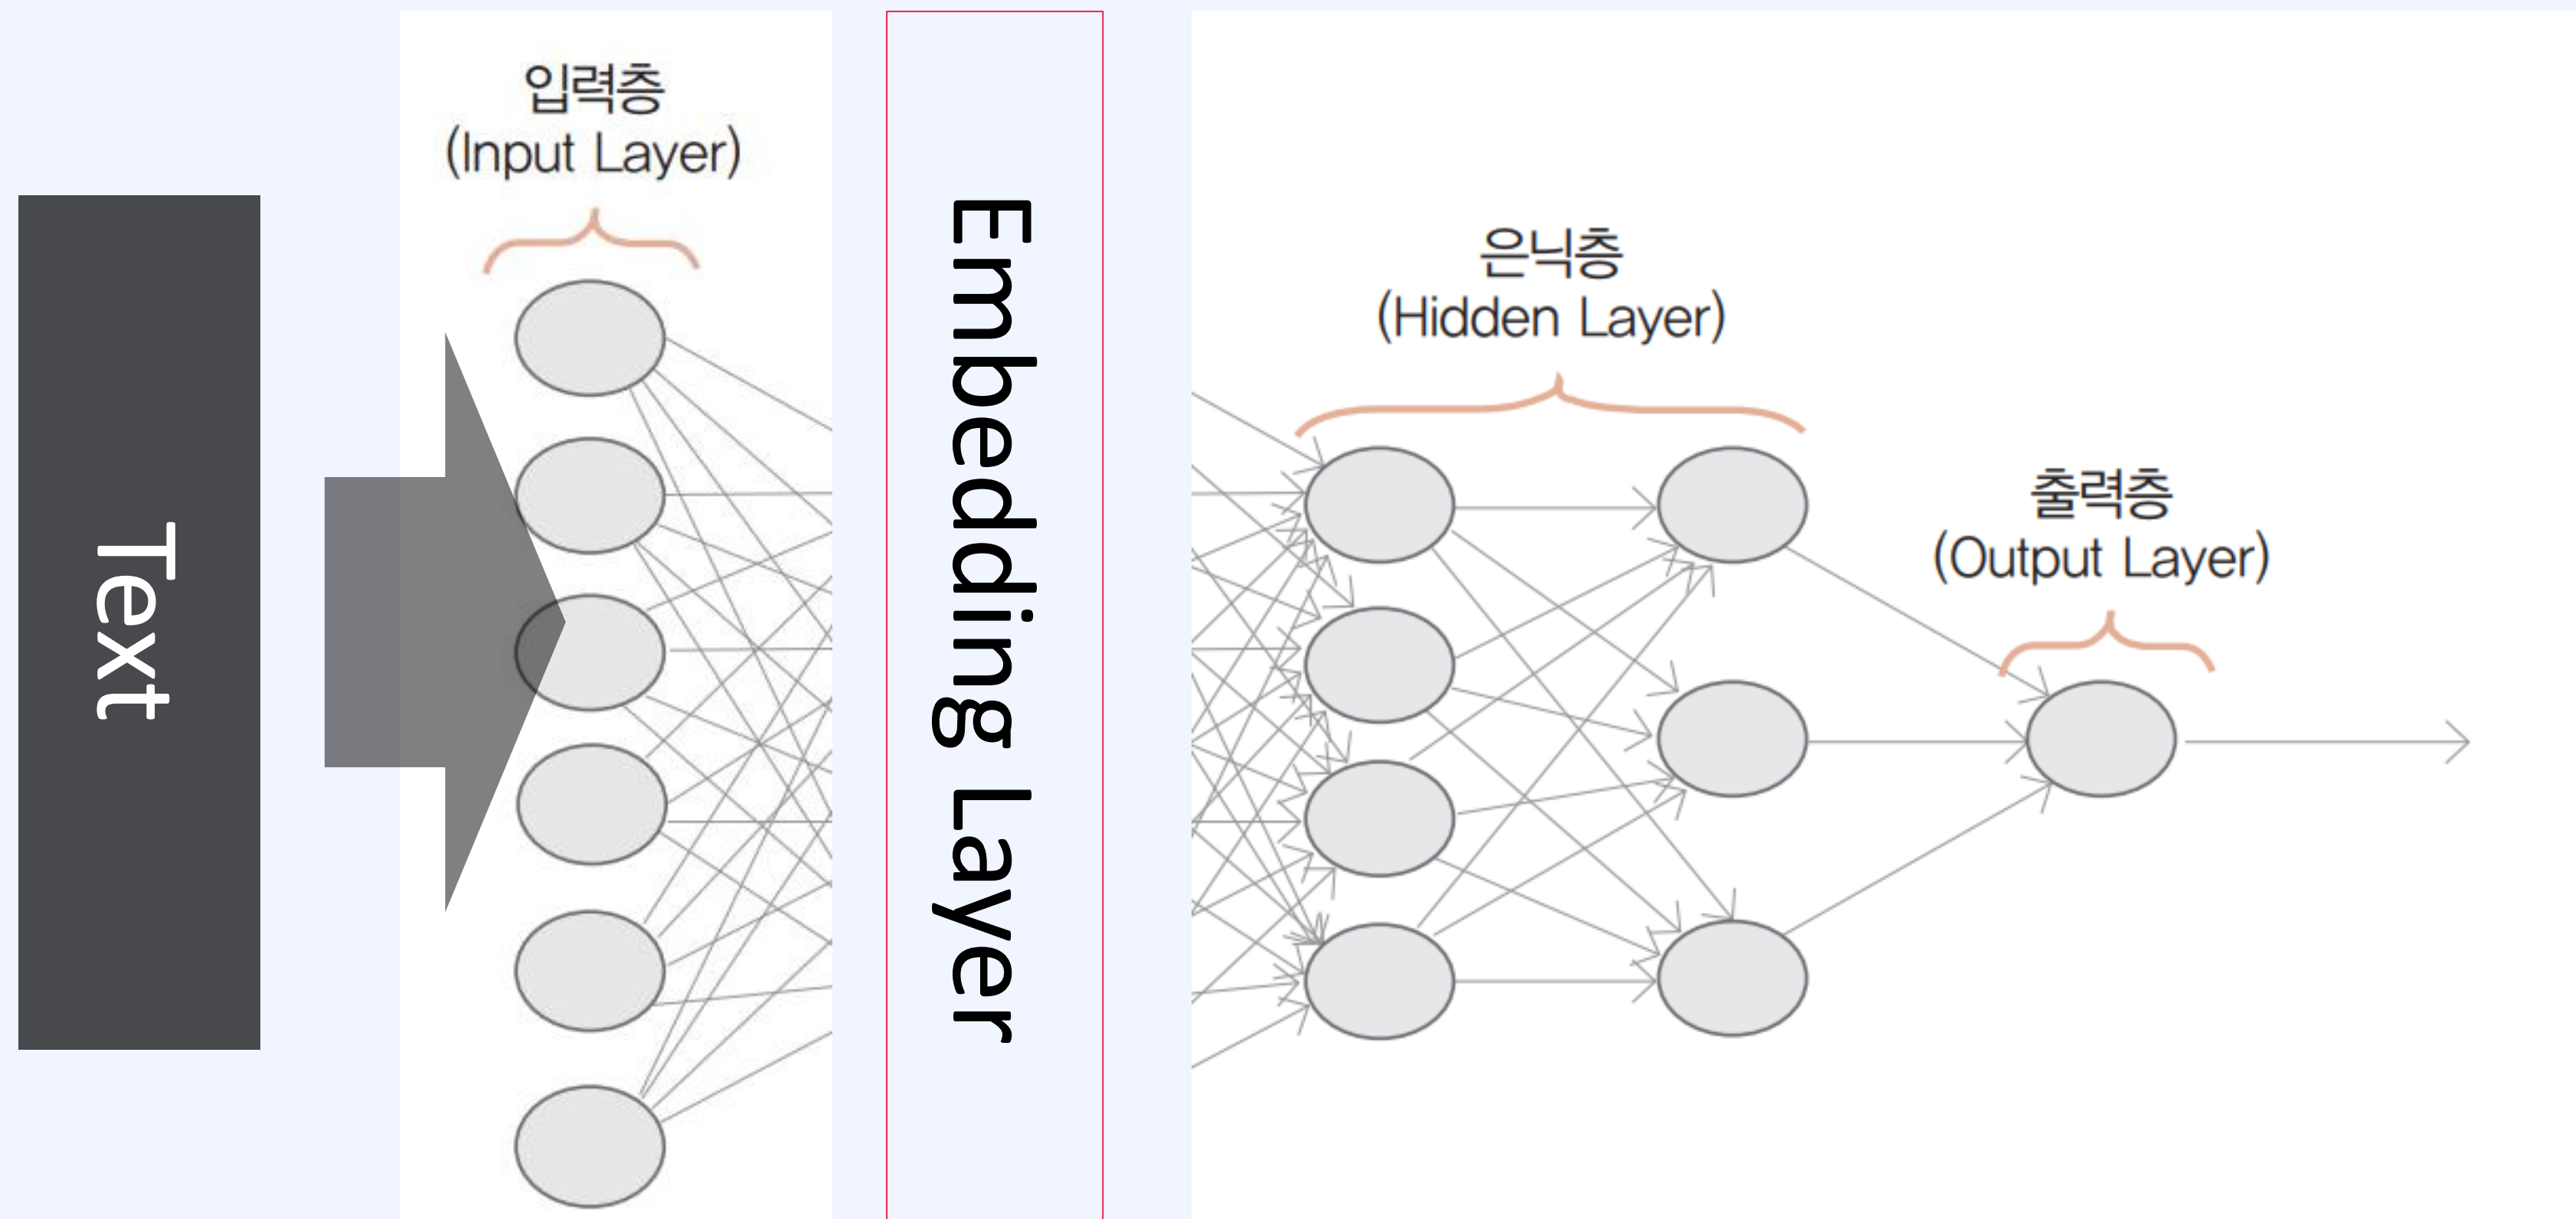 Text
입력층
(Input Layer)
Embedding Layer
은닉층
(Hidden Layer)
출력층
(Output Layer)